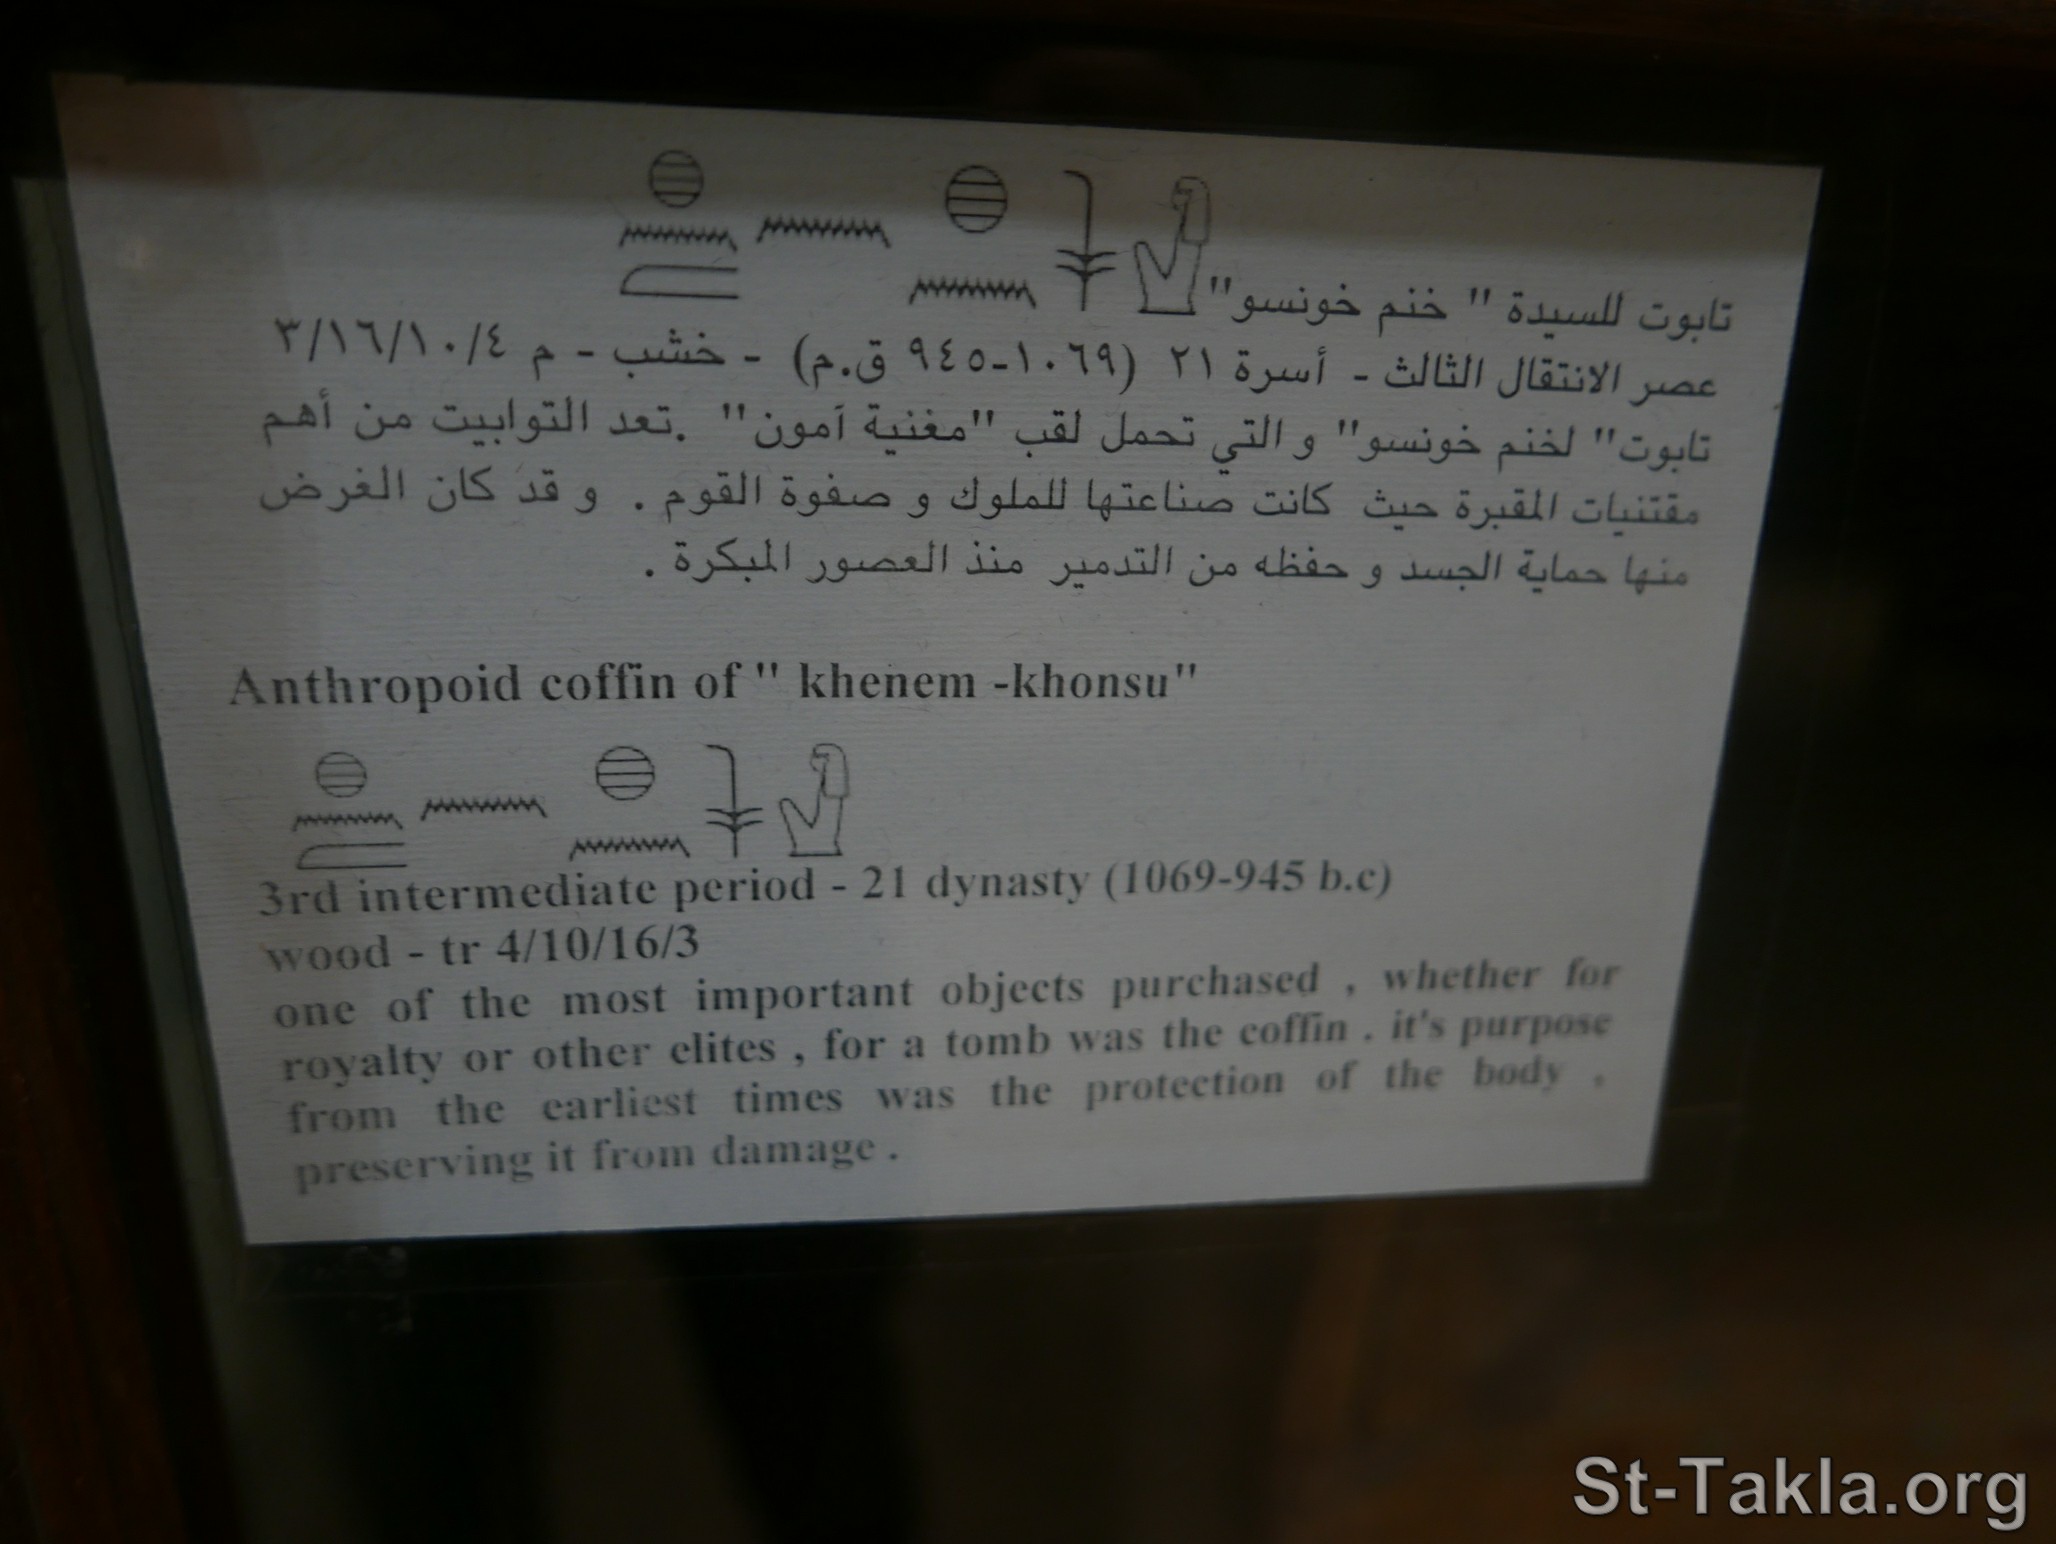 تابوت للسيدة " خنم خونسو"
عصر الانتقال الثالث - أسرة ٢١ (١٠٦٩-٩٤٥ ق.م) - خشب - م ٣/١٦/١٠/٤
تابوت" لخنم خونسو" و التي تحمل لقب "مغنية آمون" .تعد التوابيت من أهم
مقتنيات المقبرة حيث كانت صناعتها للملوك و صفوة القوم . و قد كان الغرض
منها حماية الجسد و حفظه من التدمير منذ العصور المبكرة .
Anthropoid coffin of " khenem -khonsu"
3rd intermediate period - 21 dynasty (1069-945 b.c)
wood - tr 4/10/16/3
one of the most important objects purchased , whether for
royalty or other elites , for a tomb was the coffin . it's purpose
from the earliest times was the protection of the body ,
preserving it from damage .
St-Takla.org